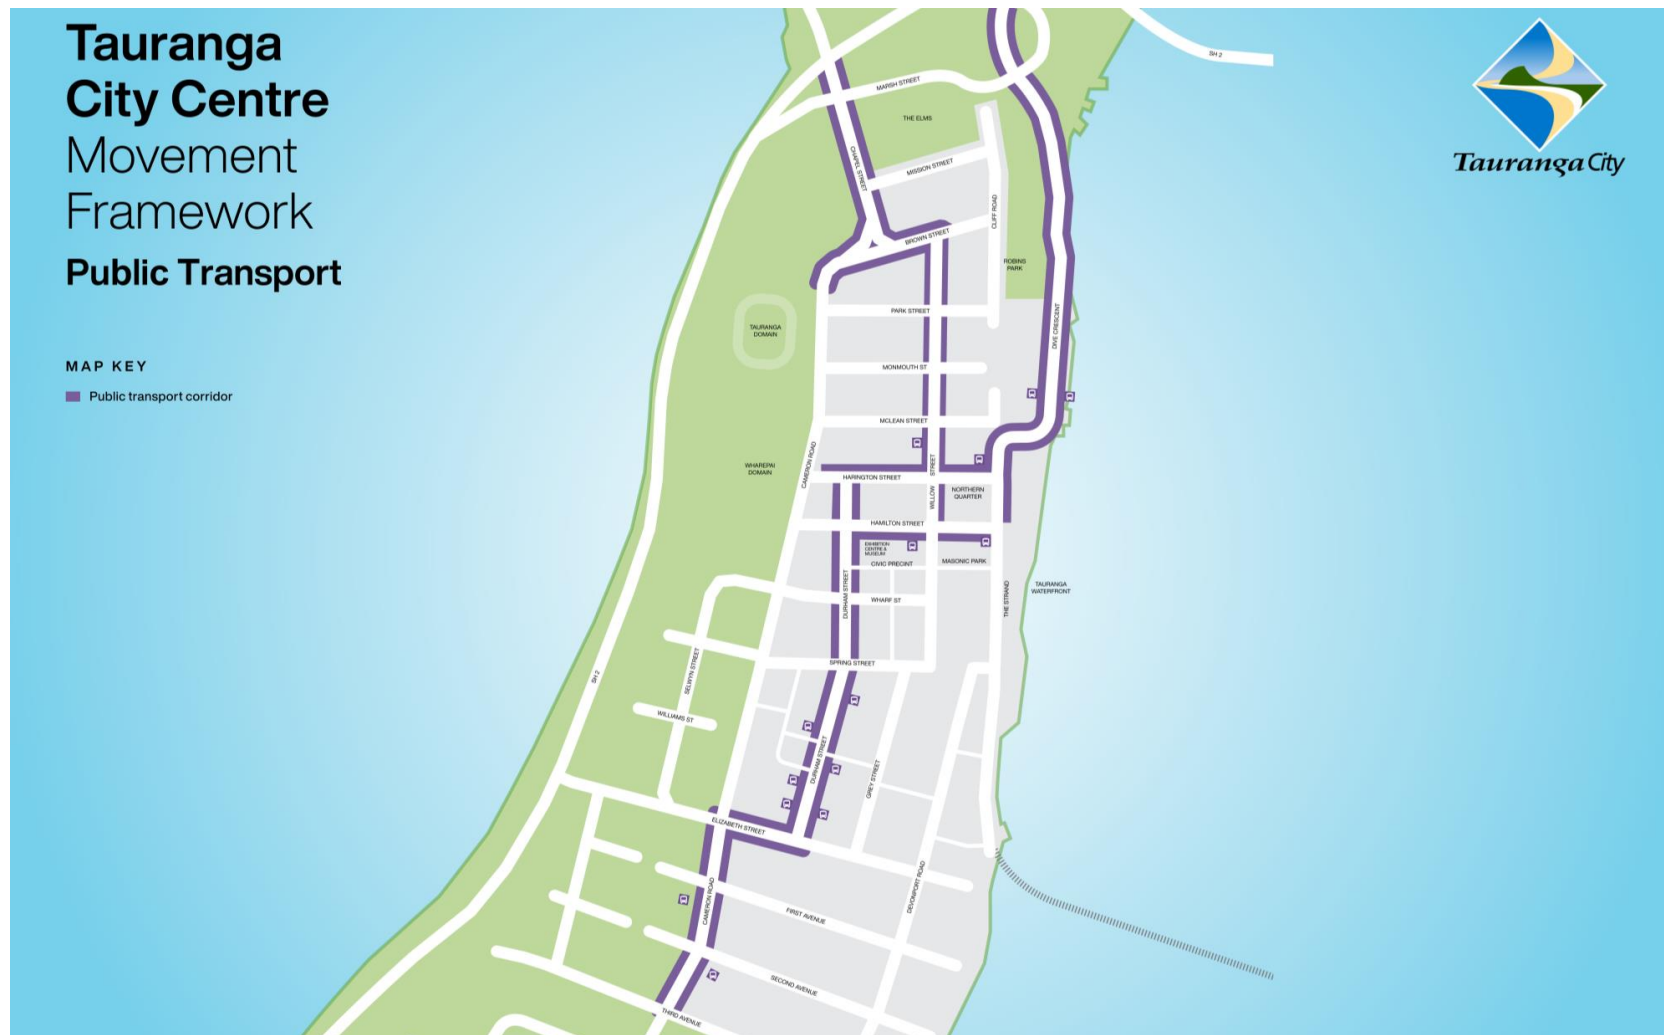 Tauranga
City Centre
Movement
Framework
Public Transport
MAP KEY
Public transport corridor
Tauranga City
SH 2
MARSH STREET
THE ELMS
CHAPEL STREET
MISSION STREET
CLIFF ROAD
BROWN STREET
ROBINS
PARK
PARK STREET
DIVE CRESCENT
TAURANGA
DOMAIN
MONMOUTH ST
MCLEAN STREET
CAMERON ROAD
WHAREPAI
DOMAIN
HARINGTON STREET
WILLOW STREET
NORTHERN
QUARTER
HAMILTON STREET
EXHIBITION
CENTRE &
MUSEUM
CIVIC PRECINT
MASONIC PARK
DURHAM STREET
WHARF ST
THE STRAND
TAURANGA
WATERFRONT
SPRING STREET
SELWYN STREET
SH 2
WILLIAMS ST
DURHAM STREET
GREY STREET
ELIZABETH STREET
DEVONPORT ROAD
CAMERON ROAD
FIRST AVENUE
SECOND AVENUE
THIRD AVENUE